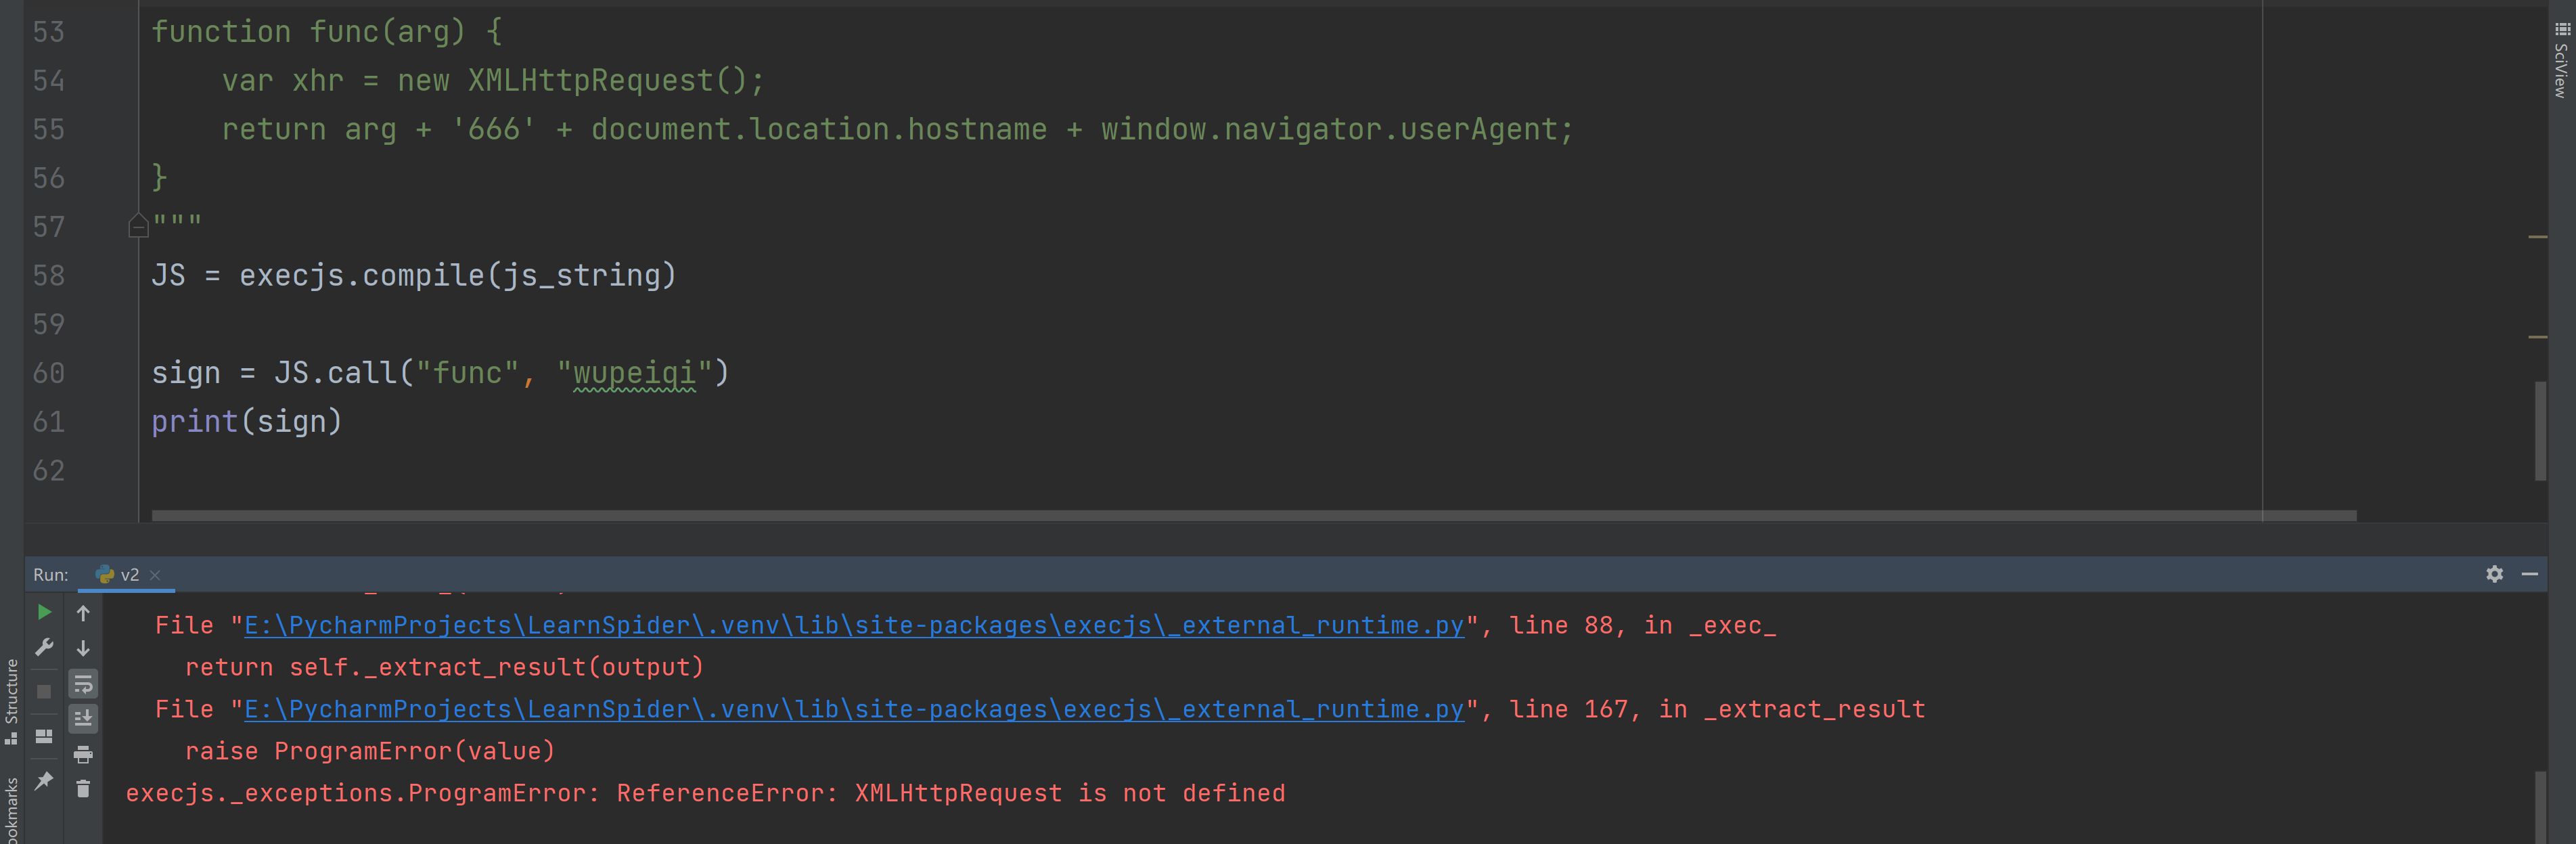 53 function func(arg) {
54     var xhr = new XMLHttpRequest();
55     return arg + '666' + document.location.hostname + window.navigator.userAgent;
56 }
57 """
58 JS = execjs.compile(js_string)
59
60 sign = JS.call("func", "wupeiqi")
61 print(sign)
62
SciView
Run: v2
File "E:\PycharmProjects\LearnSpider\.venv\lib\site-packages\execjs\_external_runtime.py", line 88, in _exec_
return self._extract_result(output)
File "E:\PycharmProjects\LearnSpider\.venv\lib\site-packages\execjs\_external_runtime.py", line 167, in _extract_result
raise ProgramError(value)
execjs._exceptions.ProgramError: ReferenceError: XMLHttpRequest is not defined
Structure